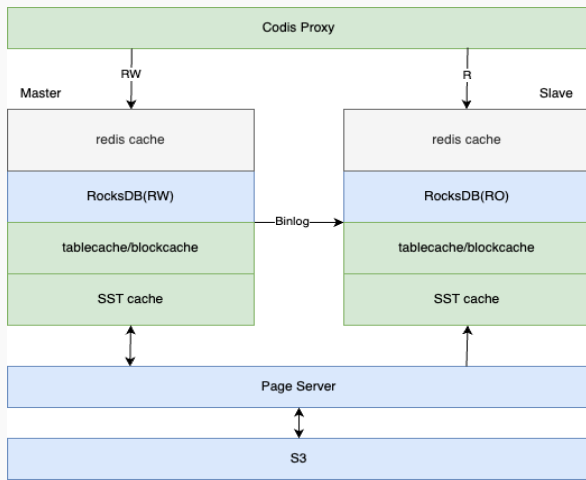 Codis Proxy
RW
R
Master
Slave
redis cache
redis cache
RocksDB(RW)
RocksDB(RO)
Binlog
tablecache/blockcache
tablecache/blockcache
SST cache
SST cache
Page Server
S3